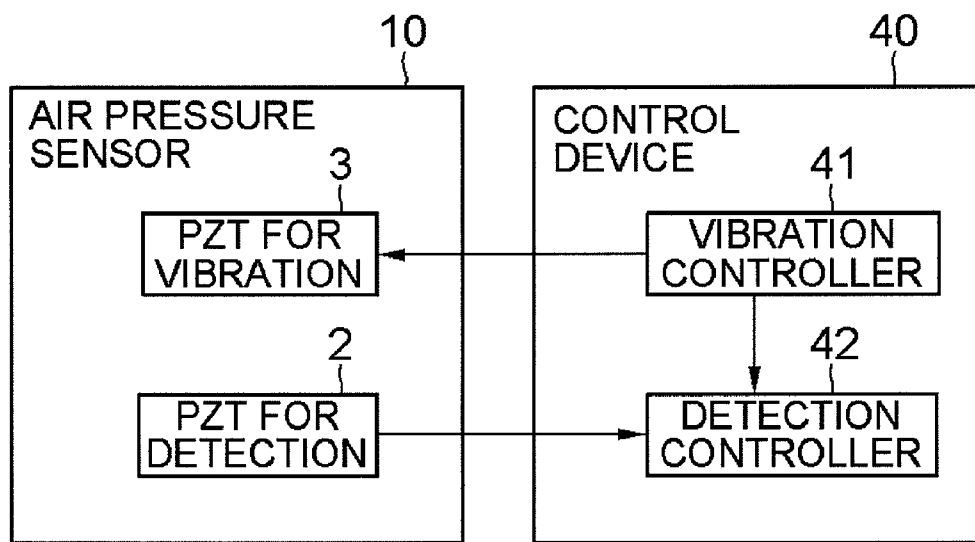 10
40
AIR PRESSURE
SENSOR
CONTROL
DEVICE
3
41
PZT FOR
VIBRATION
VIBRATION
CONTROLLER
2
42
PZT FOR
DETECTION
DETECTION
CONTROLLER